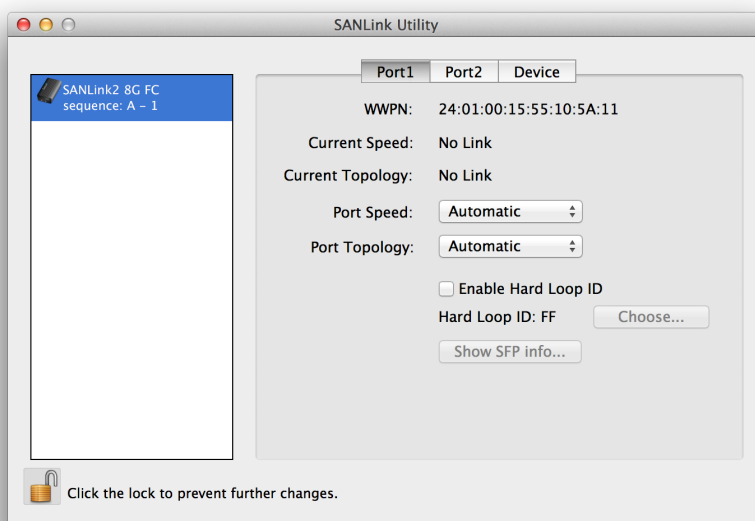 SANLink Utility
SANLink2 8G FC
sequence: A – 1
Port1 Port2 Device
WWPN: 24:01:00:15:55:10:5A:11
Current Speed: No Link
Current Topology: No Link
Port Speed: Automatic
Port Topology: Automatic
Enable Hard Loop ID
Hard Loop ID: FF Choose...
Show SFP info...
Click the lock to prevent further changes.